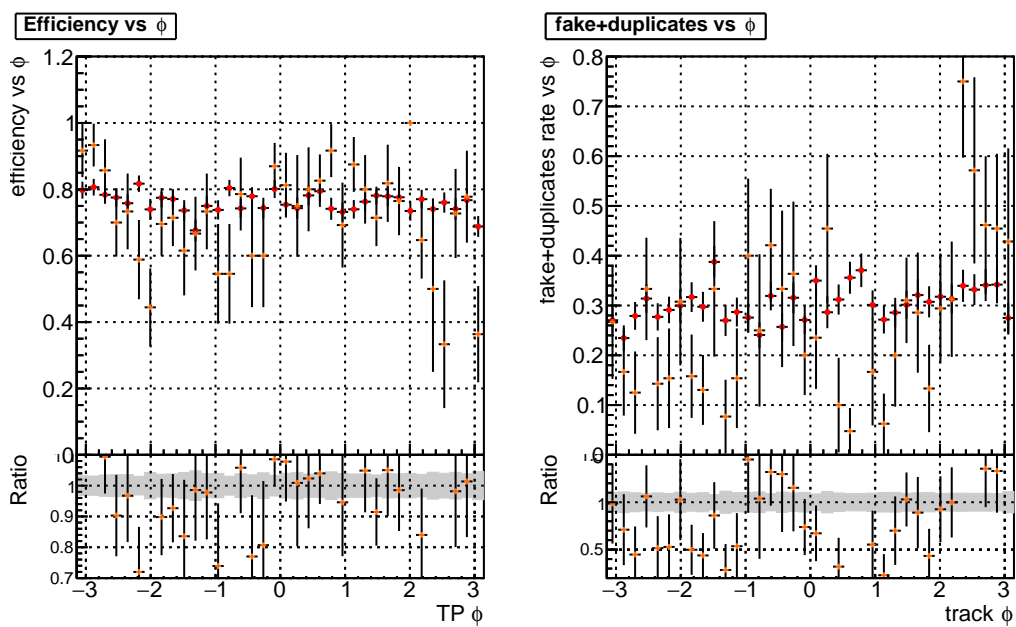 Efficiency vs ϕ
efficiency vs ϕ
1.2
1
0.8
0.6
0.4
0.2
0
Ratio
1
0.9
0.8
0.7
−3 −2 −1 0 1 2 3
TP ϕ
fake+duplicates vs ϕ
fake+duplicates rate vs ϕ
0.8
0.7
0.6
0.5
0.4
0.3
0.2
0.1
0
Ratio
1
0.5
−3 −2 −1 0 1 2 3
track ϕ